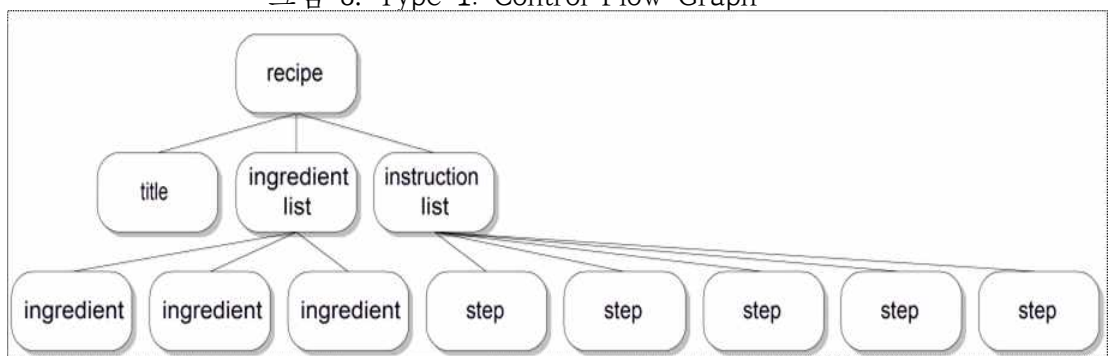 Type 1: Control Flow Graph
recipe
title
ingredient
list
instruction
list
ingredient
ingredient
ingredient
step
step
step
step
step